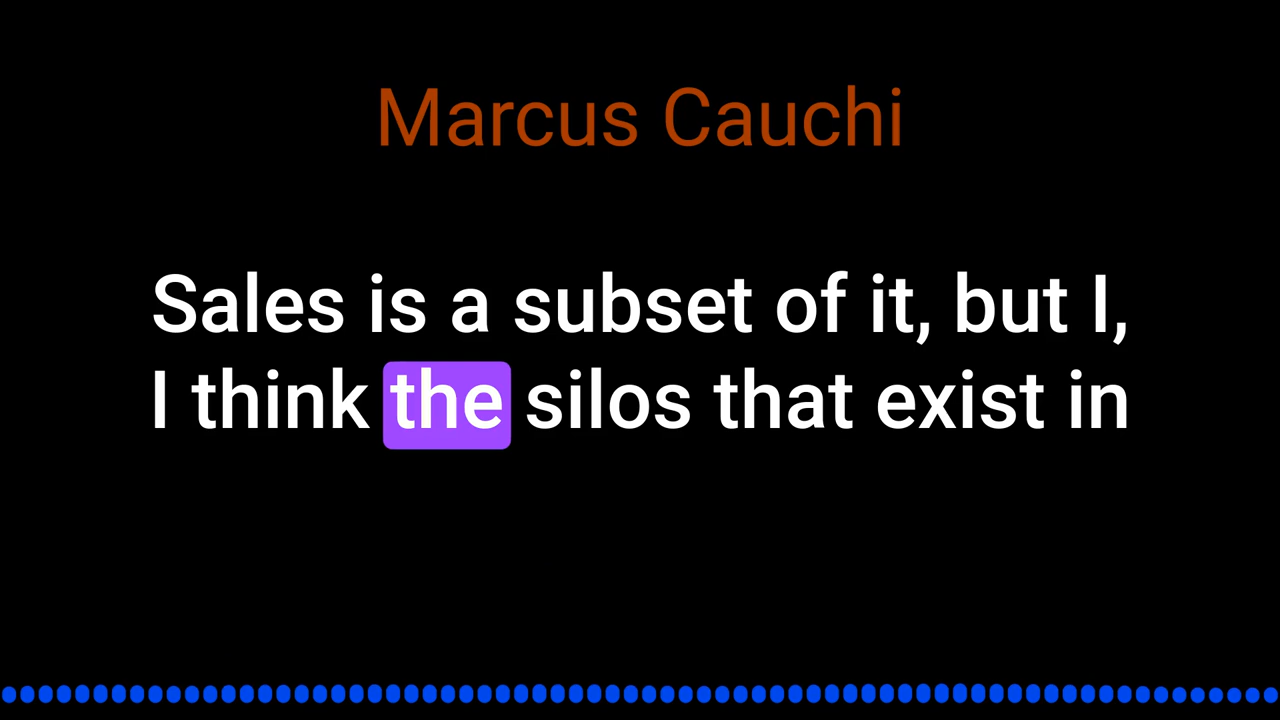 Marcus Cauchi
Sales is a subset of it, but I,
I think the silos that exist in